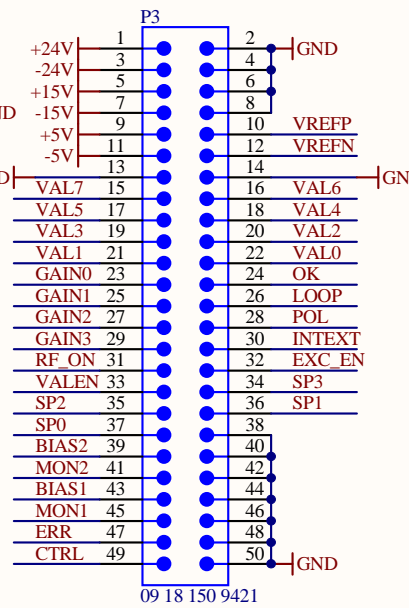 P3
+24V 1 2 GND
-24V 3 4
+15V 5 6
ND -15V 7 8
+5V 9 10 VREFP
-5V 11 12 VREFN
D 13 14 GN
VAL7 15 16 VAL6
VAL5 17 18 VAL4
VAL3 19 20 VAL2
VAL1 21 22 VAL0
GAIN0 23 24 OK
GAIN1 25 26 LOOP
GAIN2 27 28 POL
GAIN3 29 30 INTEXT
RF_ON 31 32 EXC_EN
VALEN 33 34 SP3
SP2 35 36 SP1
SP0 37 38
BIAS2 39 40
MON2 41 42
BIAS1 43 44
MON1 45 46
ERR 47 48
CTRL 49 50 GND
09 18 150 9421